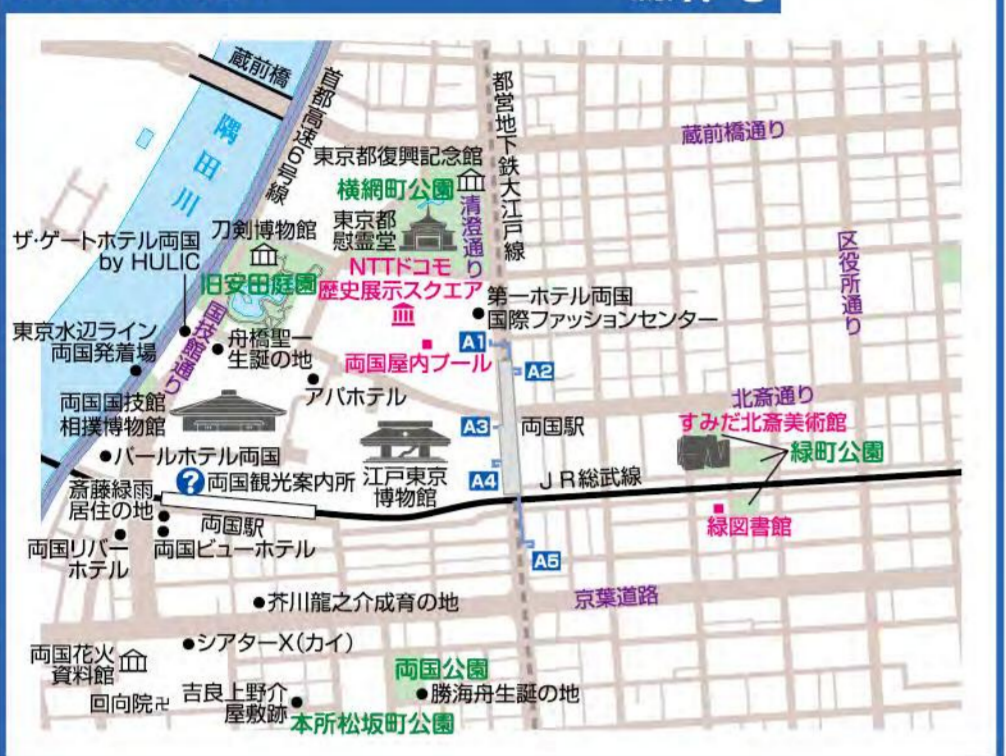 蔵前橋
隅田川
首都高速6号線
都営地下鉄大江戸線
蔵前橋通り
東京都復興記念館
横網町公園
清澄通り
東京都
慰霊堂
区役所通り
ザ・ゲートホテル両国
by HULIC
刀剣博物館
旧安田庭園
NTTドコモ
歴史展示スクエア
第一ホテル両国
国際ファッションセンター
東京水辺ライン
両国発着場
国技館通り
舟橋聖一
生誕の地
両国屋内プール
A1
A2
アパホテル
北斎通り
両国国技館
相撲博物館
A3
両国駅
すみだ北斎美術館
緑町公園
パールホテル両国
?
両国観光案内所
江戸東京
博物館
A4
JR総武線
斎藤緑雨
居住の地
両国駅
緑図書館
両国リバー
ホテル
両国ビューホテル
A5
芥川龍之介成育の地
京葉道路
シアターX(カイ)
両国花火
資料館
両国公園
回向院卍
吉良上野介
屋敷跡
勝海舟生誕の地
本所松坂町公園